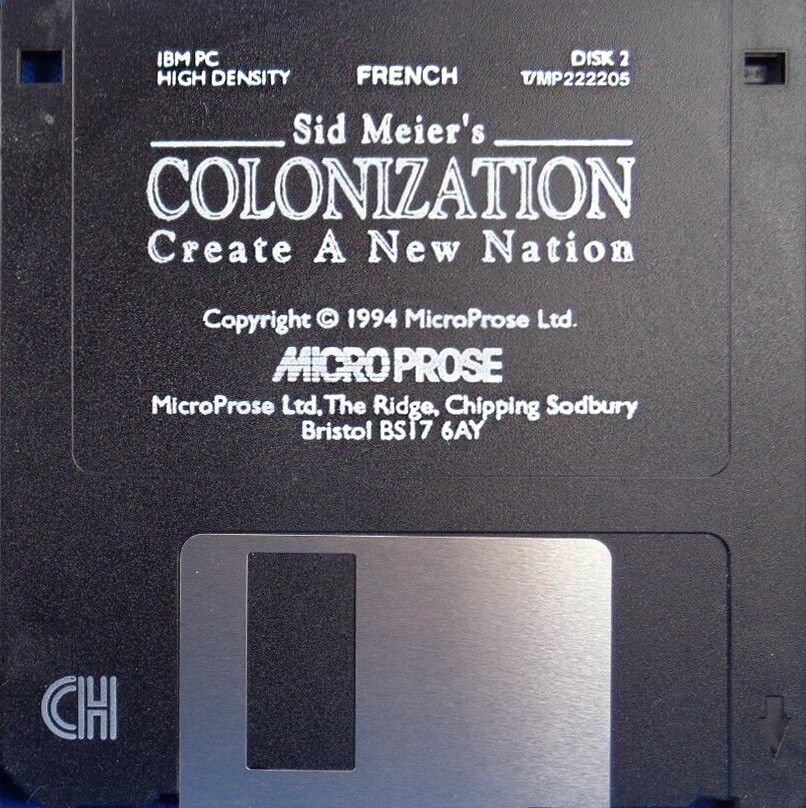 IBM PC
HIGH DENSITY
FRENCH
DISK 2
T/MP222205
Sid Meier's
COLONIZATION
Create A New Nation
Copyright © 1994 MicroProse Ltd.
MICROPROSE
MicroProse Ltd, The Ridge, Chipping Sodbury
Bristol BS17 6AY
CH